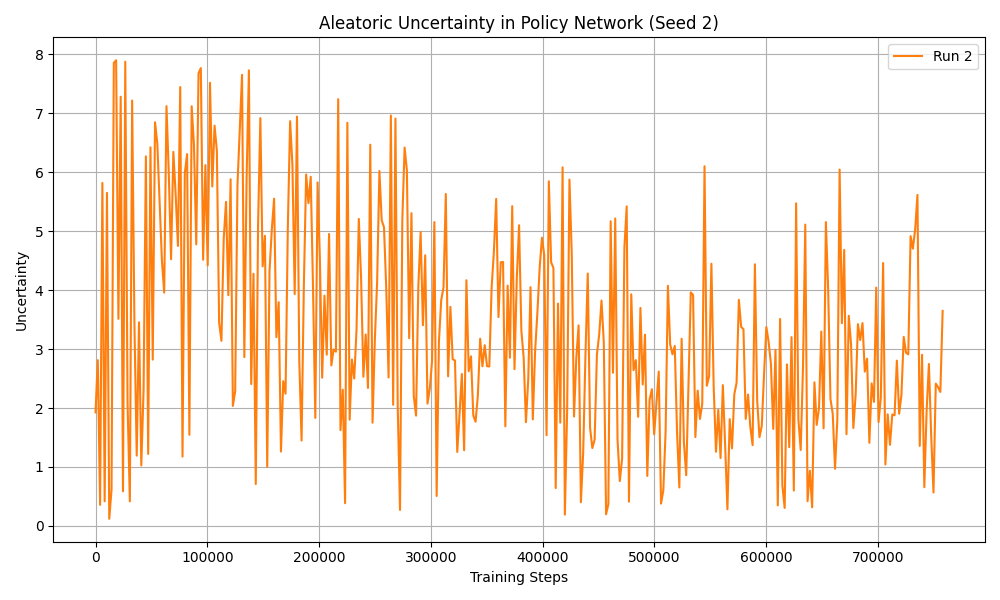 Aleatoric Uncertainty in Policy Network (Seed 2)
Run 2
Uncertainty
8
7
6
5
4
3
2
1
0
0 100000 200000 300000 400000 500000 600000 700000
Training Steps